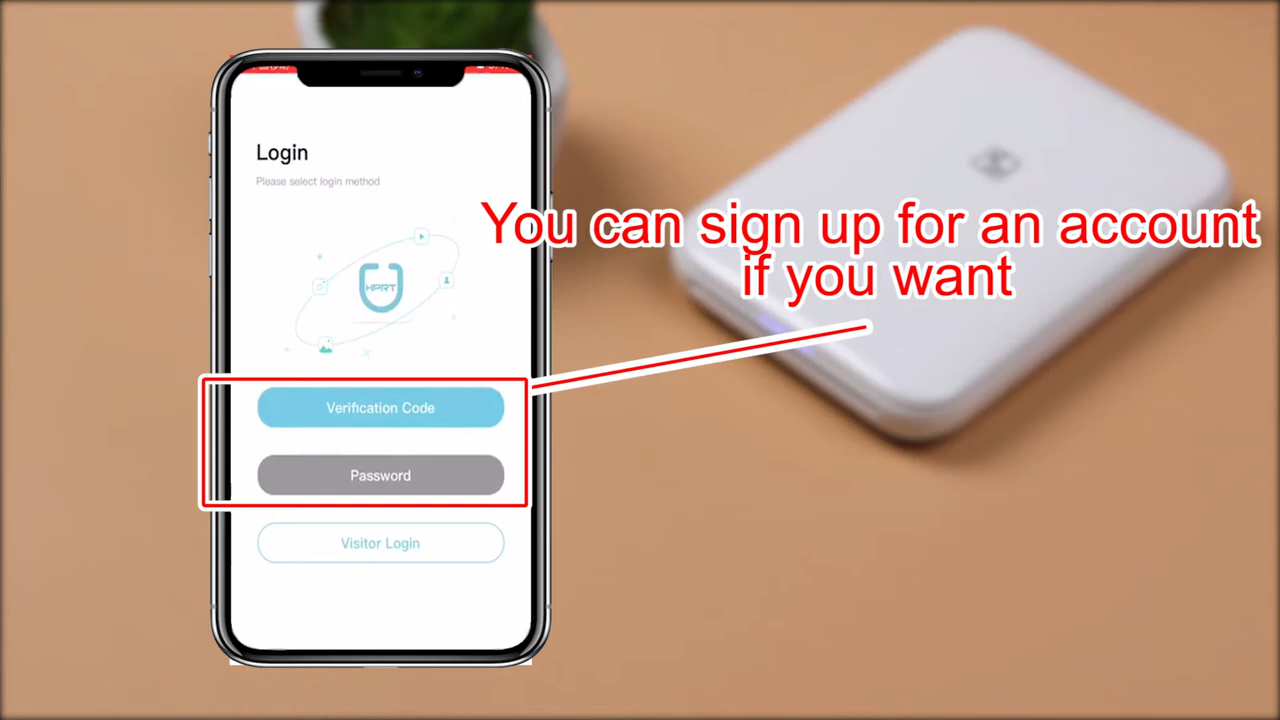 Login
Please select login method
You can sign up for an account
if you want
HPRT
Verification Code
Password
Visitor Login